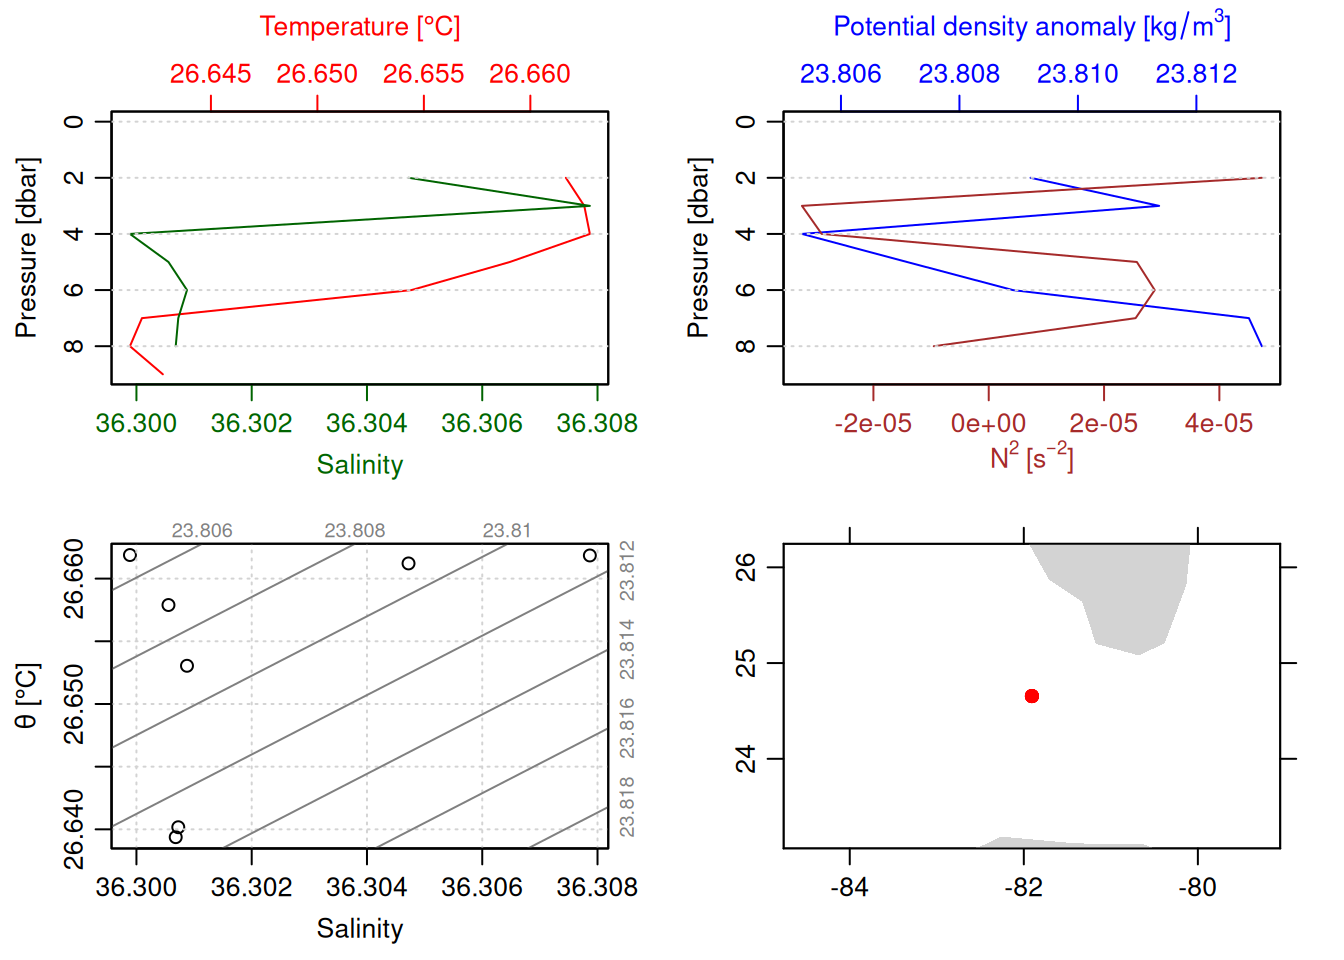 Temperature [°C]
26.645 26.650 26.655 26.660
Pressure [dbar]
0
2
4
6
8
36.300 36.302 36.304 36.306 36.308
Salinity
Potential density anomaly [kg/m³]
23.806 23.808 23.810 23.812
Pressure [dbar]
0
2
4
6
8
-2e-05 0e+00 2e-05 4e-05
N² [s⁻²]
23.806 23.808 23.81
θ [°C]
26.660
26.650
26.640
23.812
23.814
23.816
23.818
36.300 36.302 36.304 36.306 36.308
Salinity
26
25
24
-84 -82 -80